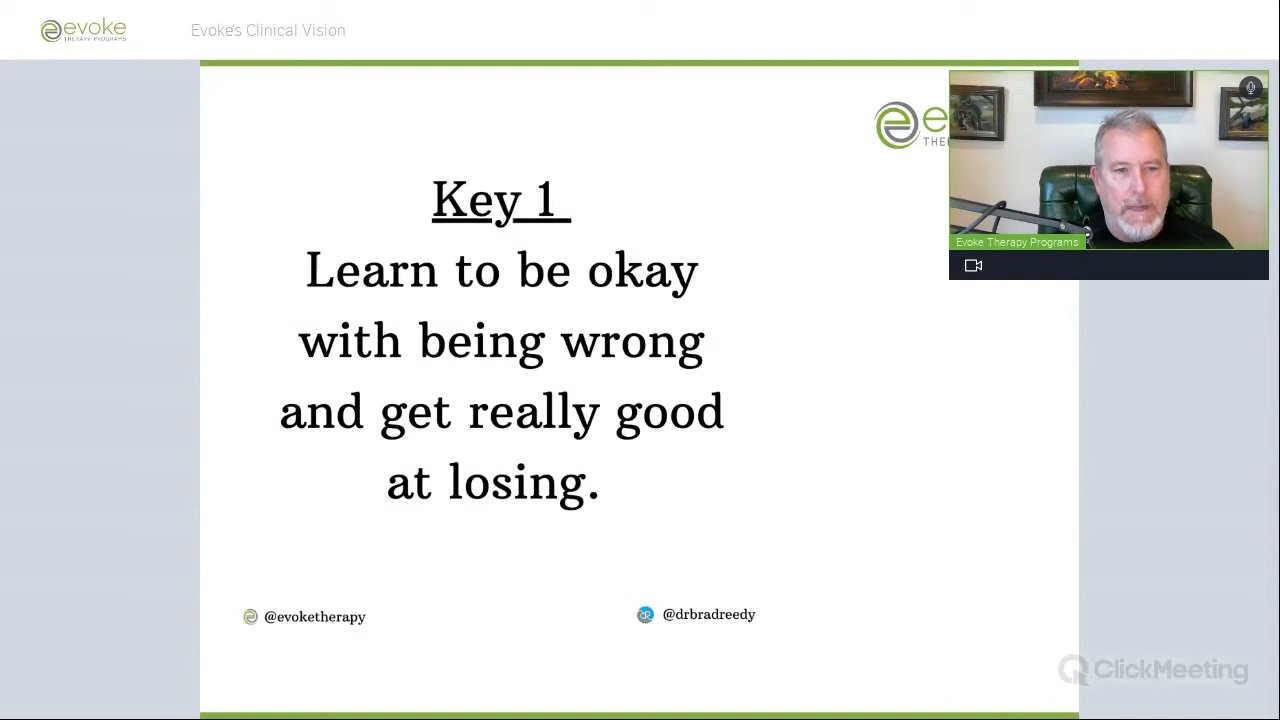 evoke
THERAPY PROGRAMS
Evoke's Clinical Vision
e
THE
Key 1
Learn to be okay
with being wrong
and get really good
at losing.
Evoke Therapy Programs
@evoketherapy
@drbradreedy
ClickMeeting